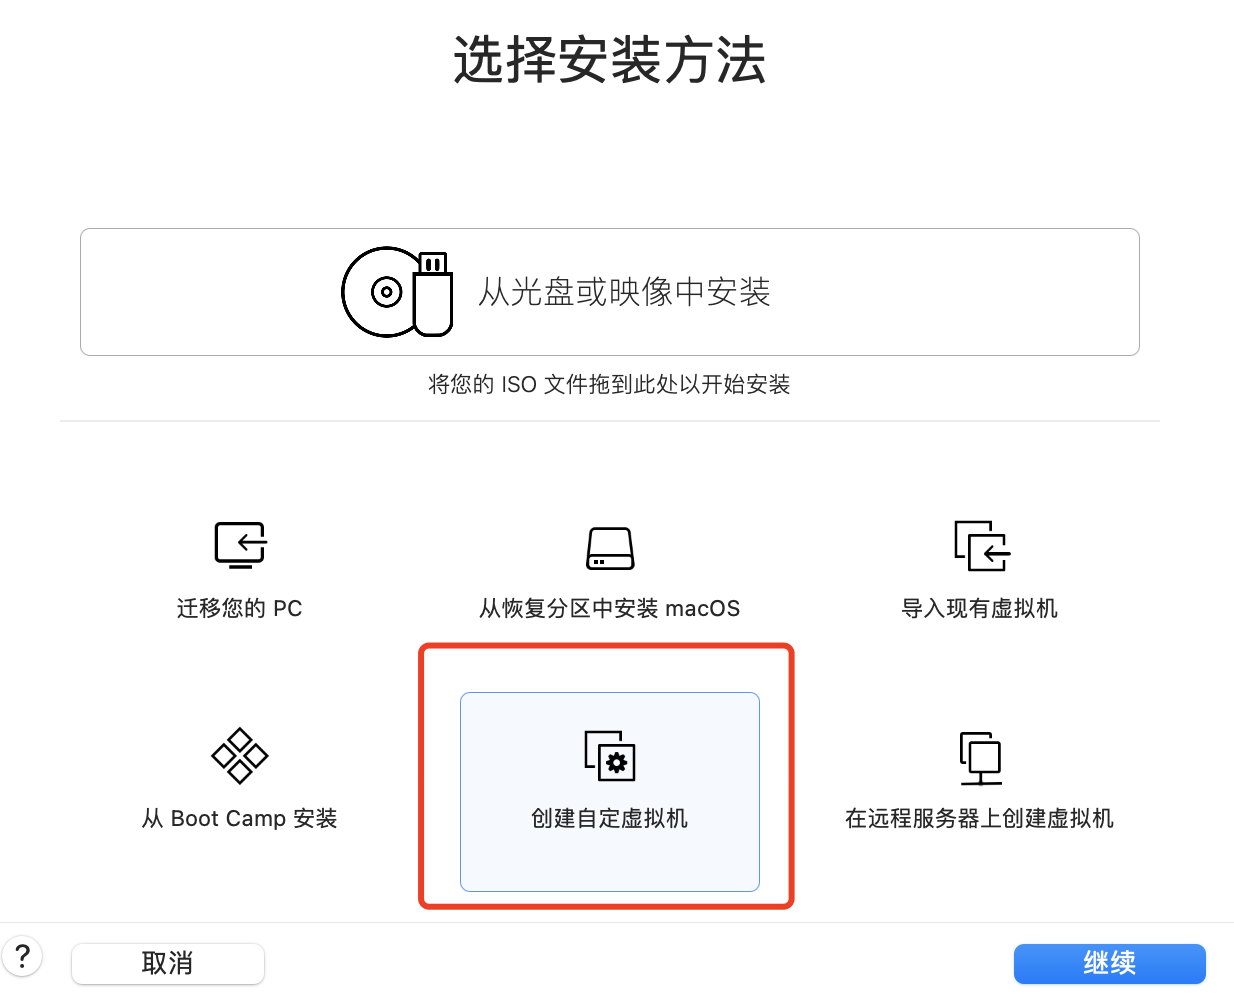 选择安装方法
从光盘或映像中安装
将您的 ISO 文件拖到此处以开始安装
迁移您的 PC
从恢复分区中安装 macOS
导入现有虚拟机
从 Boot Camp 安装
创建自定虚拟机
在远程服务器上创建虚拟机
?
取消
继续